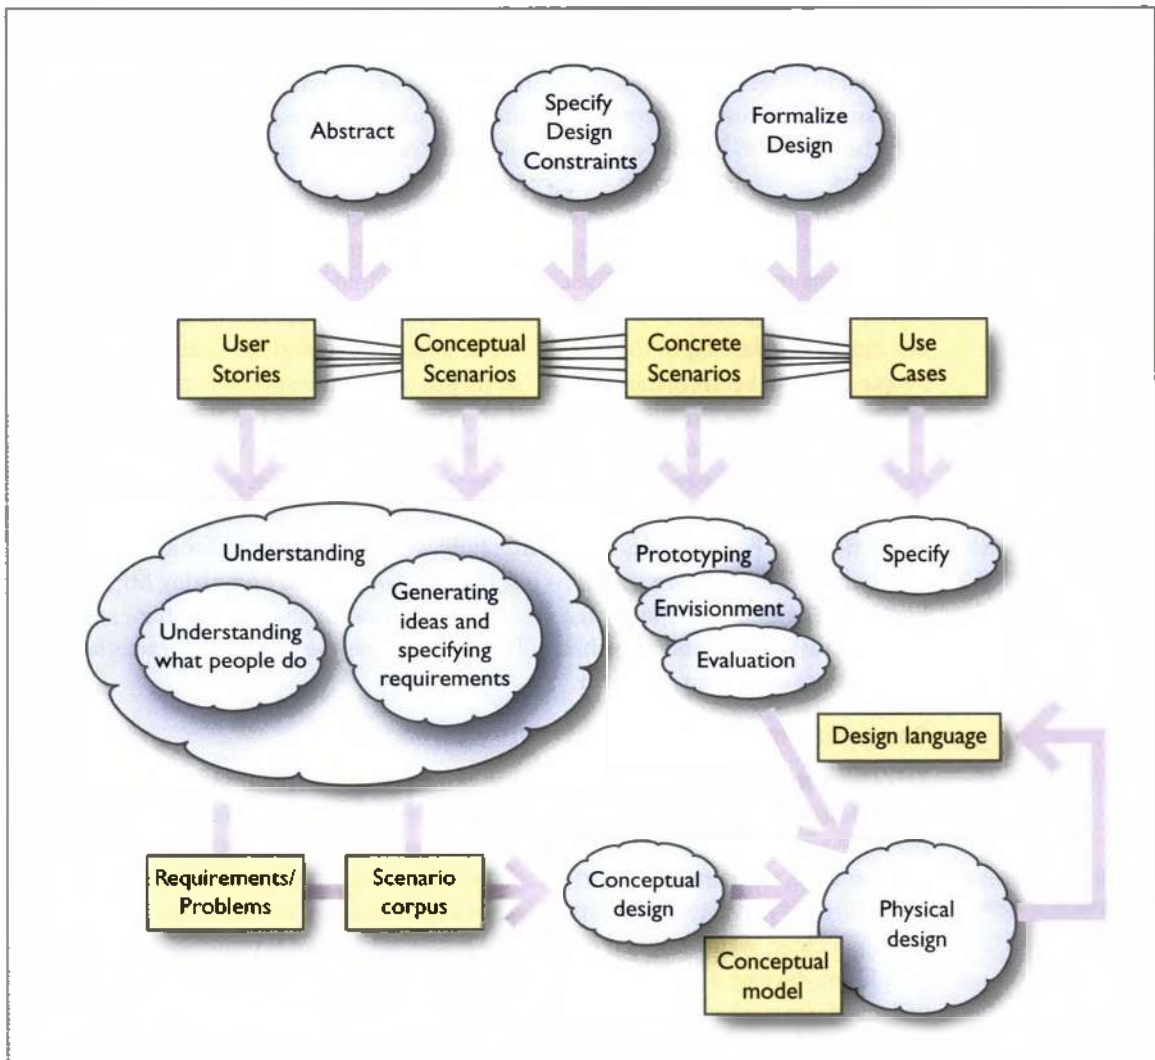 Abstract
Specify
Design
Constraints
Formalize
Design
User
Stories
Conceptual
Scenarios
Concrete
Scenarios
Use
Cases
Understanding
Understanding
what people do
Generating
ideas and
specifying
requirements
Prototyping
Envisionment
Evaluation
Specify
Design language
Requirements/
Problems
Scenario
corpus
Conceptual
design
Conceptual
model
Physical
design